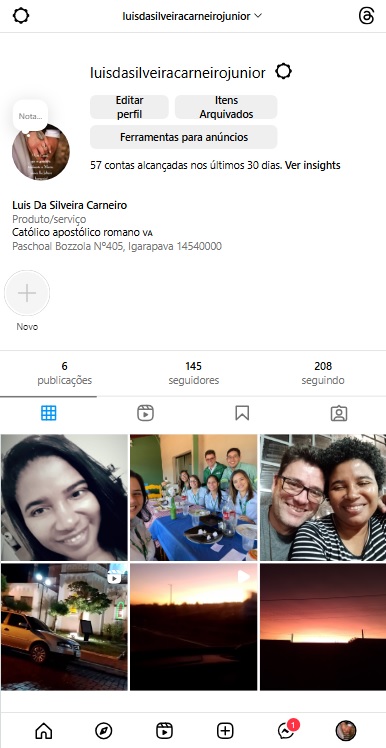 luisdasilveiracarneirojunior
luisdasilveiracarneirojunior
Nota...
Editar
perfil
Itens
Arquivados
Ferramentas para anúncios
57 contas alcançadas nos últimos 30 dias. Ver insights
Luis Da Silveira Carneiro
Produto/serviço
Católico apostólico romano VA
Paschoal Bozzola Nº405, Igarapava 14540000
Novo
6
publicações
145
seguidores
208
seguindo
1